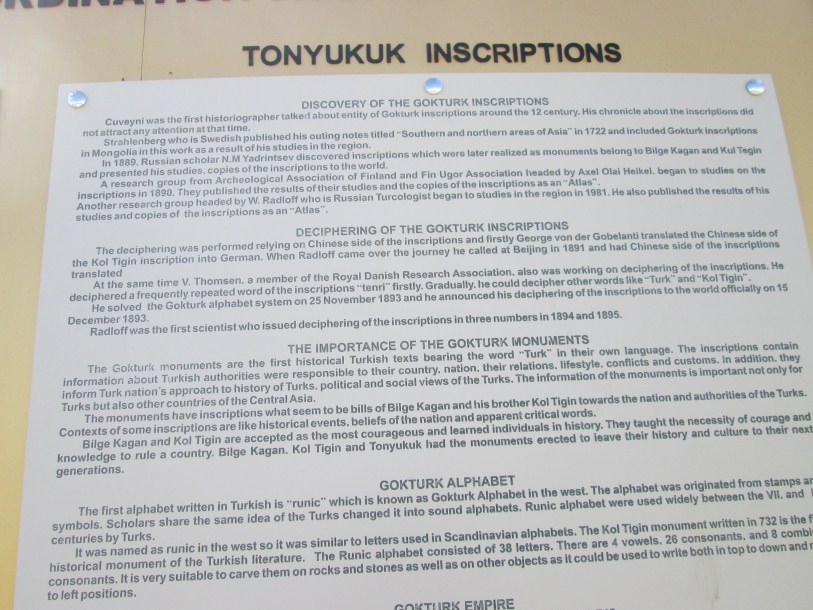 TONYUKUK INSCRIPTIONS
DISCOVERY OF THE GOKTURK INSCRIPTIONS
Cuveyni was the first historiographer talked about entity of Gokturk inscriptions around the 12 century. His chronicle about the inscriptions did
not attract any attention at that time.
Strahlenberg who is Swedish published his outing notes titled "Southern and northern areas of Asia" in 1722 and included Gokturk inscriptions
in Mongolia in this work as a result of his studies in the region.
In 1889, Russian scholar N.M Yadrintsev discovered inscriptions which were later realized as monuments belong to Bilge Kagan and Kul Tegin
and presented his studies, copies of the inscriptions to the world.
A research group from Archeological Association of Finland and Fin Ugor Association headed by Axel Olai Heikel, began to studies on the
inscriptions in 1890. They published the results of their studies and the copies of the inscriptions as an "Atlas".
Another research group headed by W. Radloff who is Russian Turcologist began to studies in the region in 1981. He also published the results of his
studies and copies of the inscriptions as an "Atlas".
DECIPHERING OF THE GOKTURK INSCRIPTIONS
The deciphering was performed relying on Chinese side of the inscriptions and firstly George von der Gobelanti translated the Chinese side of
the Kol Tigin inscription into German. When Radloff came over the journey he called at Beijing in 1891 and had Chinese side of the inscriptions
translated
At the same time V. Thomsen, a member of the Royal Danish Research Association, also was working on deciphering of the inscriptions. He
deciphered a frequently repeated word of the inscriptions "tenri" firstly. Gradually, he could decipher other words like "Turk" and "Kol Tigin".
He solved the Gokturk alphabet system on 25 November 1893 and he announced his deciphering of the inscriptions to the world officially on 15
December 1893.
Radloff was the first scientist who issued deciphering of the inscriptions in three numbers in 1894 and 1895.
THE IMPORTANCE OF THE GOKTURK MONUMENTS
The Gokturk monuments are the first historical Turkish texts bearing the word "Turk" in their own language. The inscriptions contain
information about Turkish authorities were responsible to their country, nation, their relations, lifestyle, conflicts and customs. In addition, they
inform Turk nation's approach to history of Turks, political and social views of the Turks. The information of the monuments is important not only for
Turks but also other countries of the Central Asia.
The monuments have inscriptions what seem to be bills of Bilge Kagan and his brother Kol Tigin towards the nation and authorities of the Turks.
Contexts of some inscriptions are like historical events, beliefs of the nation and apparent critical words.
Bilge Kagan and Kol Tigin are accepted as the most courageous and learned individuals in history. They taught the necessity of courage and
knowledge to rule a country. Bilge Kagan, Kol Tigin and Tonyukuk had the monuments erected to leave their history and culture to their next
generations.
GOKTURK ALPHABET
The first alphabet written in Turkish is "runic" which is known as Gokturk Alphabet in the west. The alphabet was originated from stamps
symbols. Scholars share the same idea of the Turks changed it into sound alphabets. Runic alphabet were used widely between the VII. and
centuries by Turks.
It was named as runic in the west so it was similar to letters used in Scandinavian alphabets. The Kol Tigin monument written in 732 is the
historical monument of the Turkish literature. The Runic alphabet consisted of 38 letters. There are 4 vowels, 26 consonants, and 8
consonants. It is very suitable to carve them on rocks and stones as well as on other objects as it could be used to write both in top to down and
to left positions.
GOKTURK EMPIRE